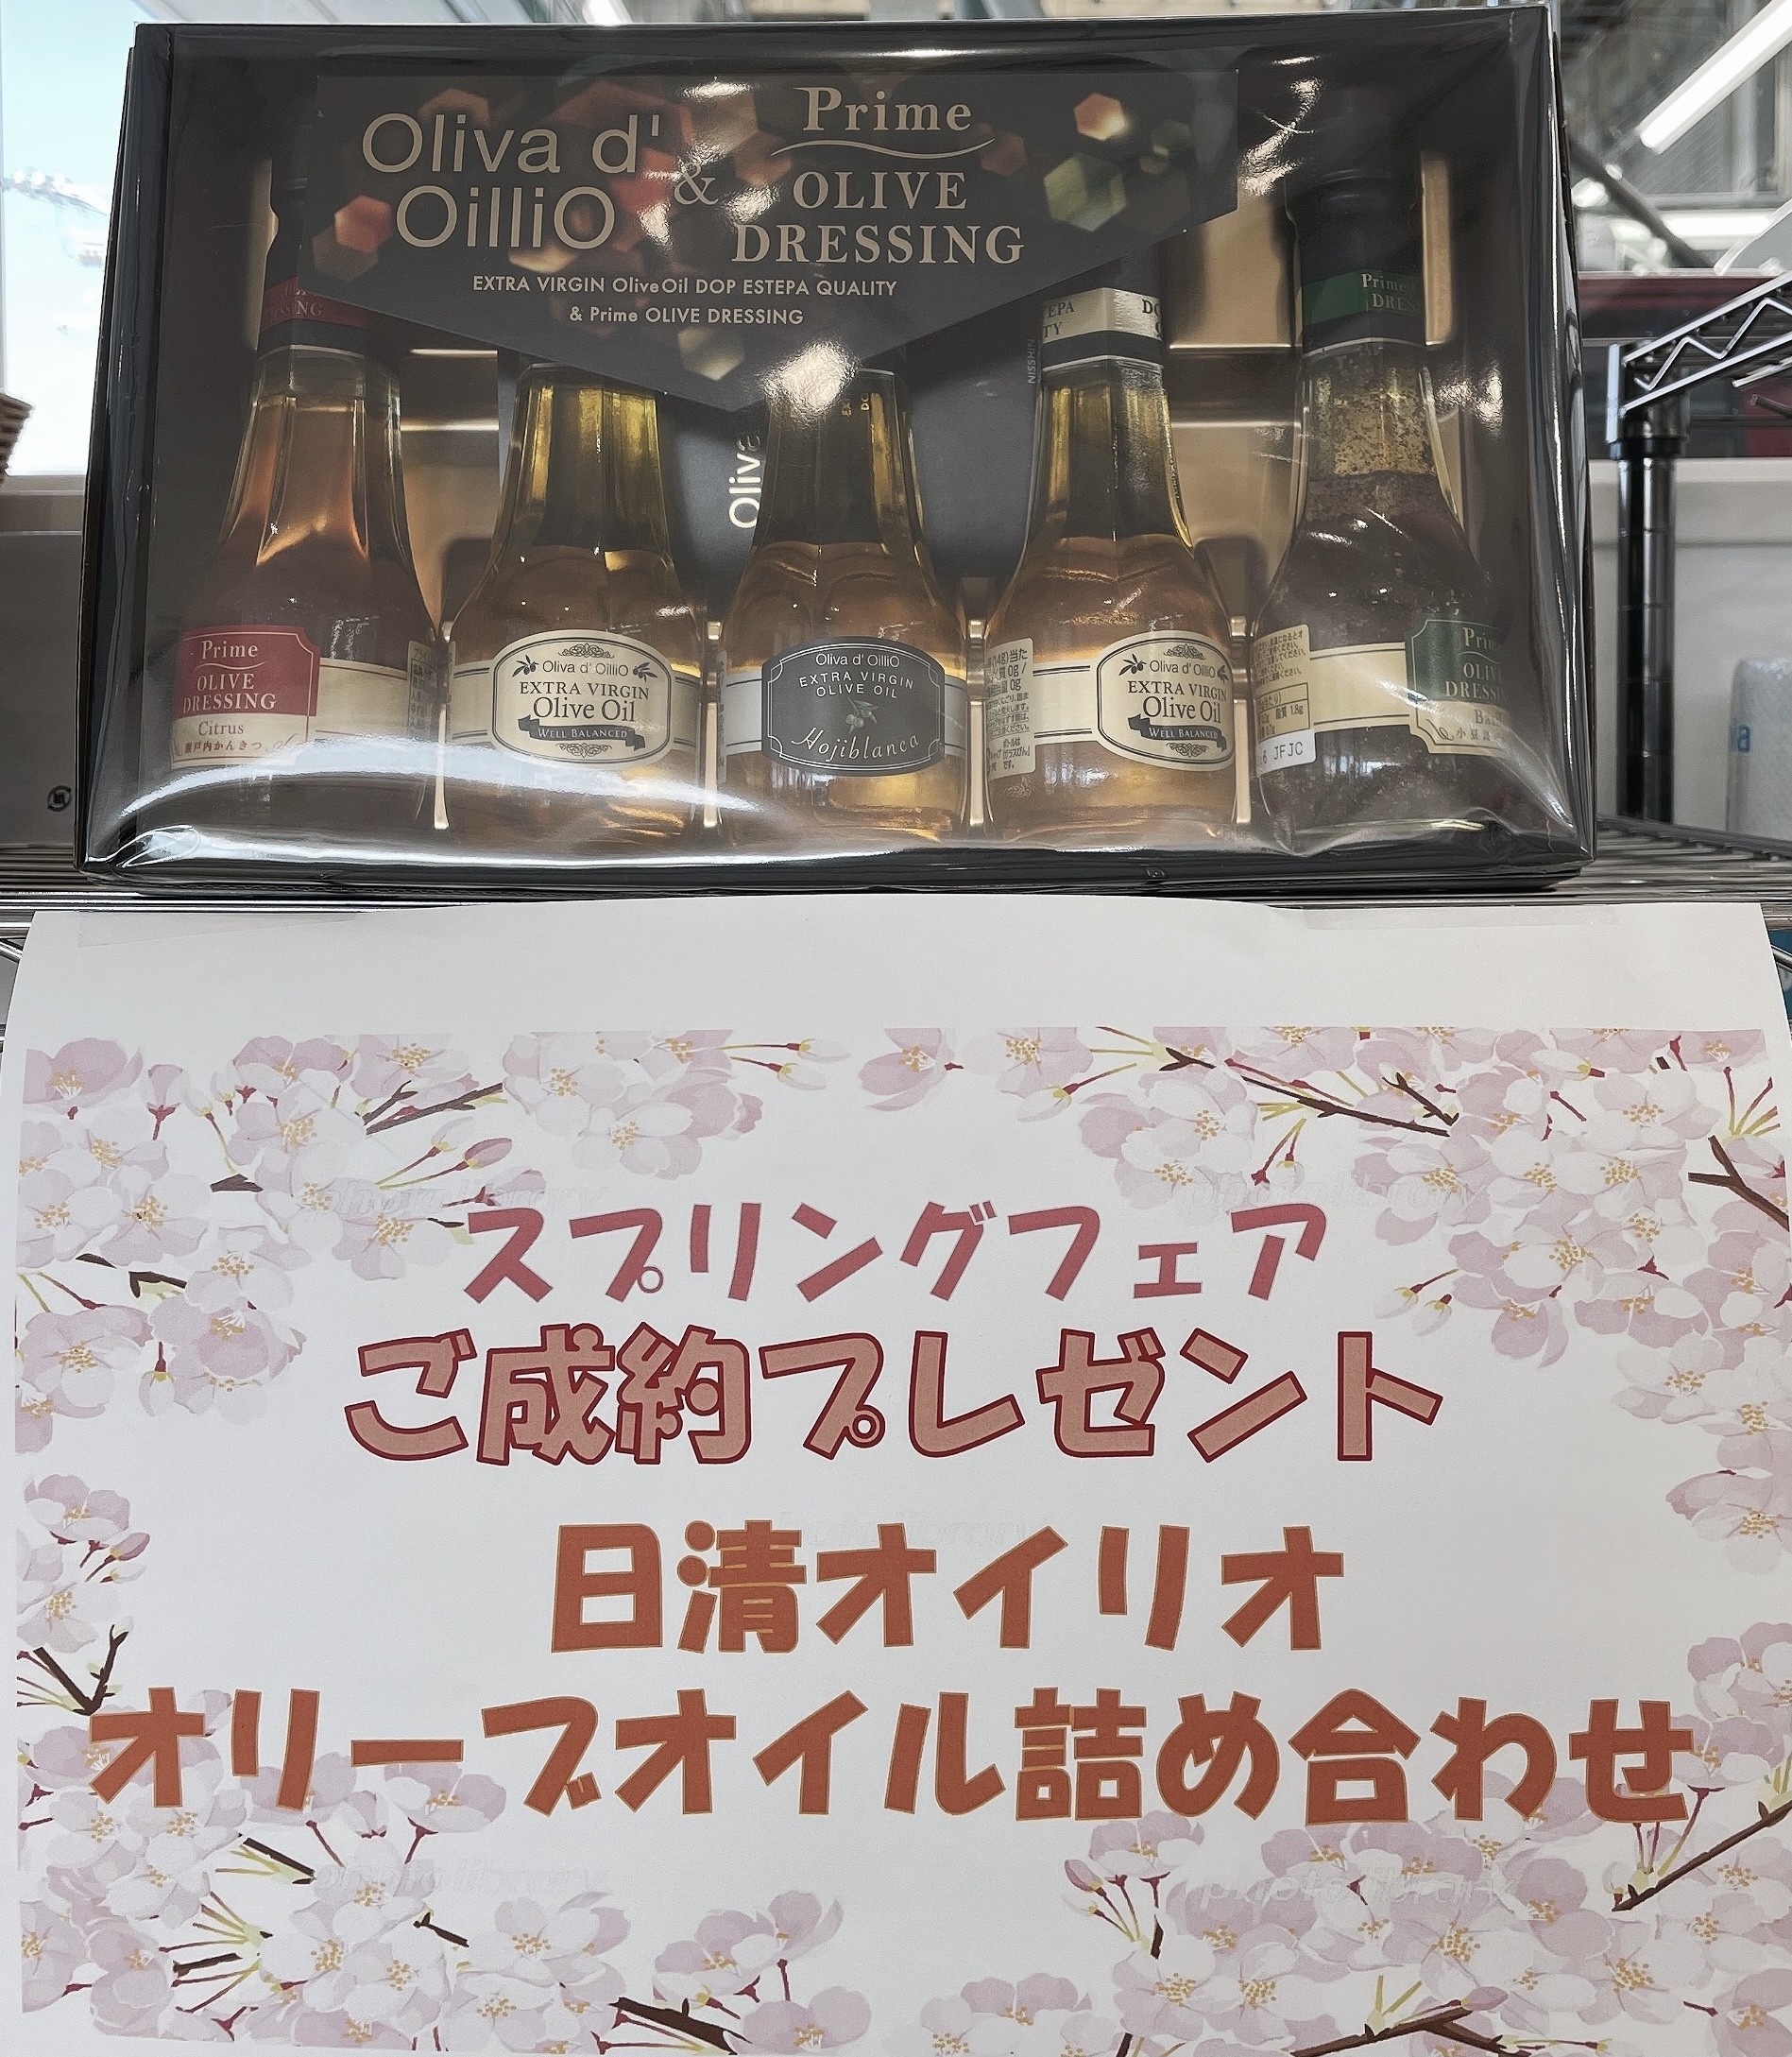 Oliva d'
OilliO
&
Prime
OLIVE
DRESSING
EXTRA VIRGIN OliveOil DOP ESTEPA QUALITY
& Prime OLIVE DRESSING
Prime
OLIVE
DRESSING
Citrus
瀬戸内かんきつ
Oliva d' OilliO
EXTRA VIRGIN
Olive Oil
WELL BALANCED
Oliva d' OilliO
EXTRA VIRGIN
OLIVE OIL
Hojiblanca
Oliva d' OilliO
EXTRA VIRGIN
Olive Oil
WELL BALANCED
NISSHIN
6 JFJC
スプリングフェア
ご成約プレゼント
日清オイリオ
オリーブオイル詰め合わせ